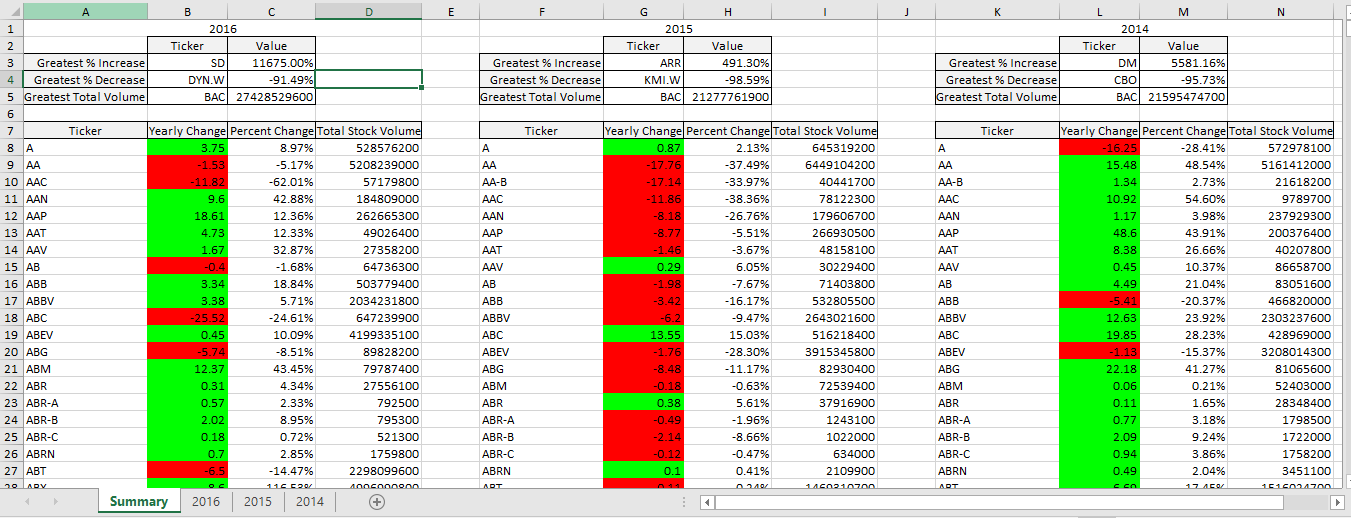 A B C D E F G H I J K L M N
1 2016 2015 2014
2 Ticker Value Ticker Value Ticker Value
3 Greatest % Increase SD 11675.00% Greatest % Increase ARR 491.30% Greatest % Increase DM 5581.16%
4 Greatest % Decrease DYN.W -91.49% Greatest % Decrease KMI.W -98.59% Greatest % Decrease CBO -95.73%
5 Greatest Total Volume BAC 27428529600 Greatest Total Volume BAC 21277761900 Greatest Total Volume BAC 21595474700
6
7 Ticker Yearly Change Percent Change Total Stock Volume Ticker Yearly Change Percent Change Total Stock Volume Ticker Yearly Change Percent Change Total Stock Volume
8 A 3.75 8.97% 528576200 A 0.87 2.13% 645319200 A -16.25 -28.41% 572978100
9 AA -1.53 -5.17% 5208239000 AA -17.76 -37.49% 6449104200 AA 15.48 48.54% 5161412000
10 AAC -11.82 -62.01% 57179800 AA-B -17.14 -33.97% 40441700 AA-B 1.34 2.73% 21618200
11 AAN 9.6 42.88% 184809000 AAC -11.86 -38.36% 78122300 AAC 10.92 54.60% 9789700
12 AAP 18.61 12.36% 262665300 AAN -8.18 -26.76% 179606700 AAN 1.17 3.98% 237929300
13 AAT 4.73 12.33% 49026400 AAP -8.77 -5.51% 266930500 AAP 48.6 43.91% 200376400
14 AAV 1.67 32.87% 27358200 AAT -1.46 -3.67% 48158100 AAT 8.38 26.66% 40207800
15 AB -0.4 -1.68% 64736300 AAV 0.29 6.05% 30229400 AAV 0.45 10.37% 86658700
16 ABB 3.34 18.84% 503779400 AB -1.98 -7.67% 71403800 AB 4.49 21.04% 83051600
17 ABBV 3.38 5.71% 2034231800 ABB -3.42 -16.17% 532805500 ABB -5.41 -20.37% 466820000
18 ABC -25.52 -24.61% 647239900 ABBV -6.2 -9.47% 2643021600 ABBV 12.63 23.92% 2303237600
19 ABEV 0.45 10.09% 4199335100 ABC 13.55 15.03% 516218400 ABC 19.85 28.23% 428969000
20 ABG -5.74 -8.51% 89828200 ABEV -1.76 -28.30% 3915345800 ABEV -1.13 -15.37% 3208014300
21 ABM 12.37 43.45% 79787400 ABG -8.48 -11.17% 82930400 ABG 22.18 41.27% 81065600
22 ABR 0.31 4.34% 27556100 ABM -0.18 -0.63% 72539400 ABM 0.06 0.21% 52403000
23 ABR-A 0.57 2.33% 792500 ABR 0.38 5.61% 37916900 ABR 0.11 1.65% 28348400
24 ABR-B 2.02 8.95% 795300 ABR-A -0.49 -1.96% 1243100 ABR-A 0.77 3.18% 1798500
25 ABR-C 0.18 0.72% 521300 ABR-B -2.14 -8.66% 1022000 ABR-B 2.09 9.24% 1722000
26 ABRN 0.7 2.85% 1759800 ABR-C -0.12 -0.47% 634000 ABR-C 0.94 3.86% 1758200
27 ABT -6.5 -14.47% 2298099600 ABRN 0.1 0.41% 2109900 ABRN 0.49 2.04% 3451100
Summary 2016 2015 2014